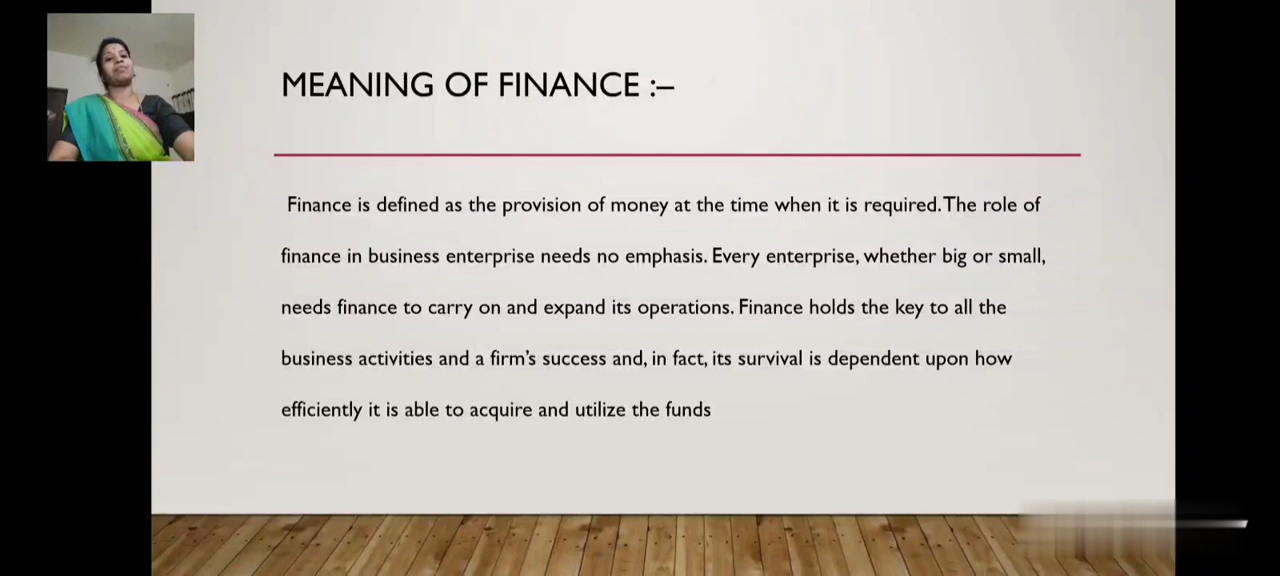 MEANING OF FINANCE :–
Finance is defined as the provision of money at the time when it is required. The role of
finance in business enterprise needs no emphasis. Every enterprise, whether big or small,
needs finance to carry on and expand its operations. Finance holds the key to all the
business activities and a firm’s success and, in fact, its survival is dependent upon how
efficiently it is able to acquire and utilize the funds